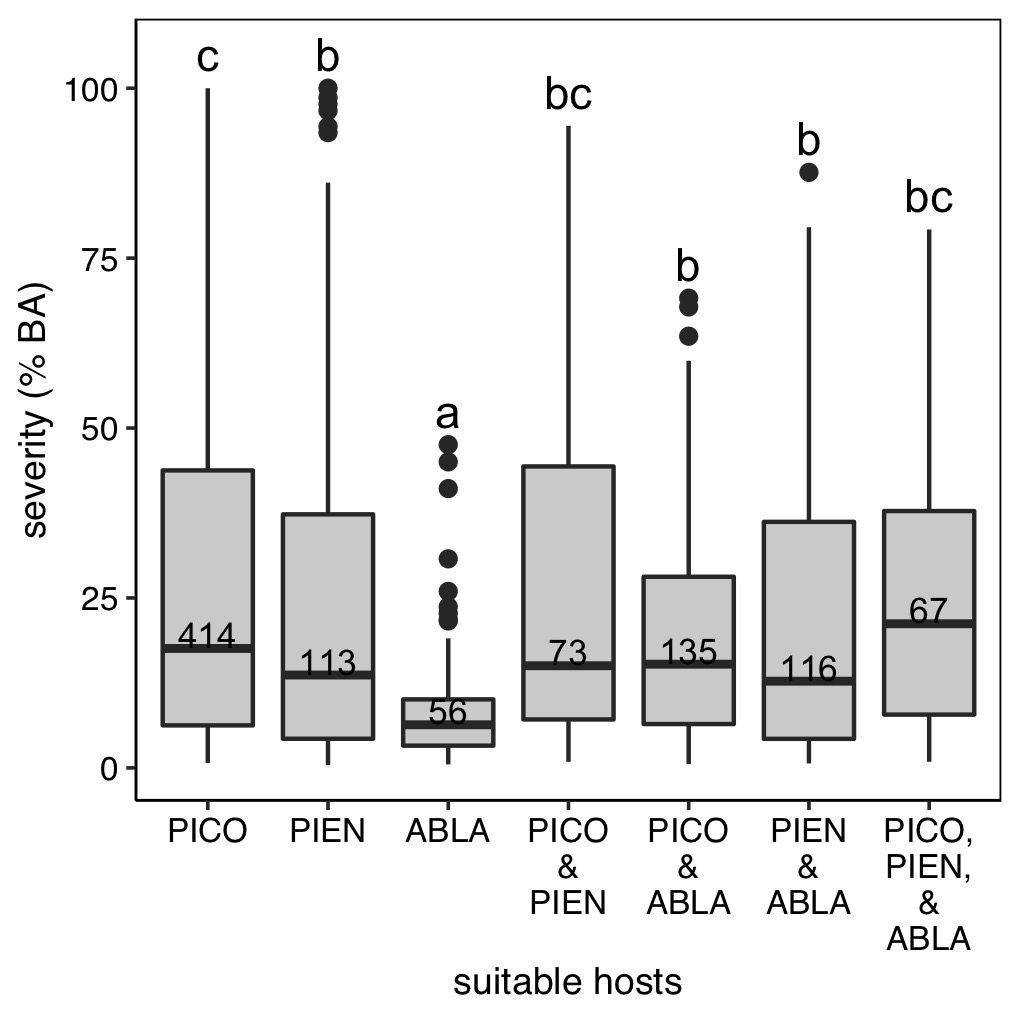 c
b
a
bc
b
b
bc
100
75
50
25
0
severity (% BA)
414
113
56
73
135
116
67
PICO
PIEN
ABLA
PICO
&
PIEN
PICO
&
ABLA
PIEN
&
ABLA
PICO,
PIEN,
&
ABLA
suitable hosts